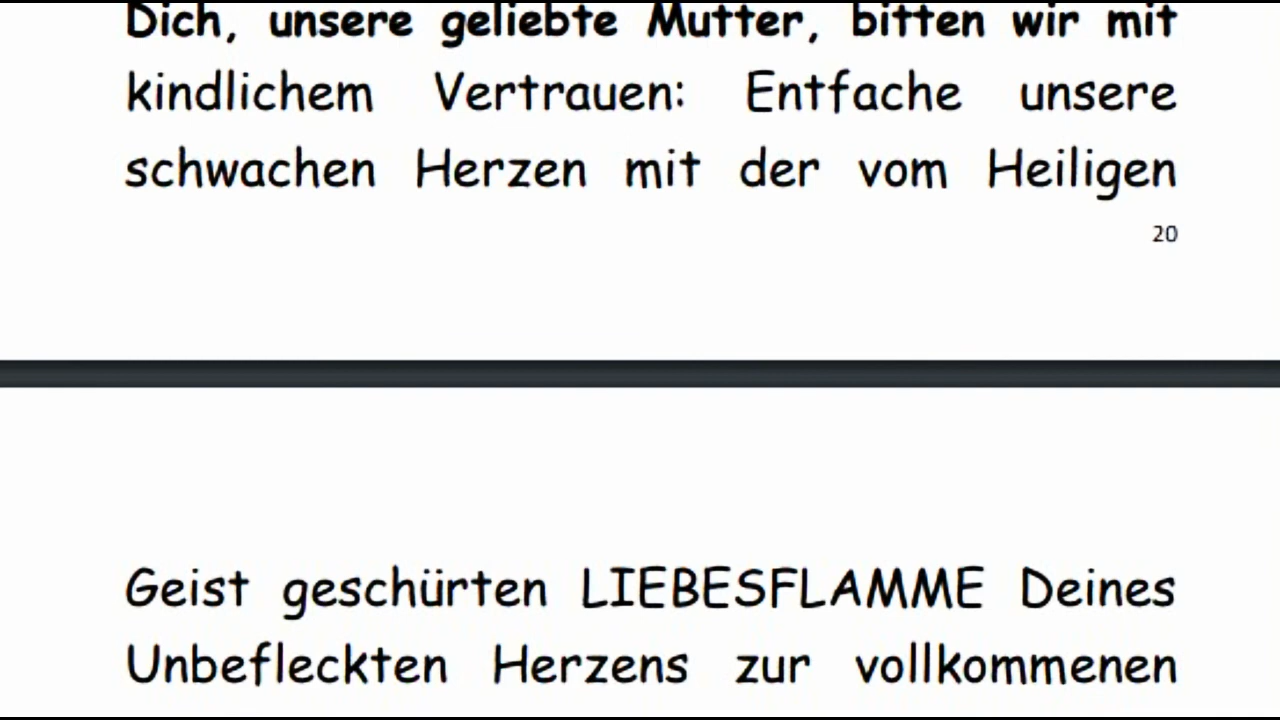 Dich, unsere geliebte Mutter, bitten wir mit
kindlichem Vertrauen: Entfache unsere
schwachen Herzen mit der vom Heiligen
20
Geist geschürten LIEBESFLAMME Deines
Unbefleckten Herzens zur vollkommenen